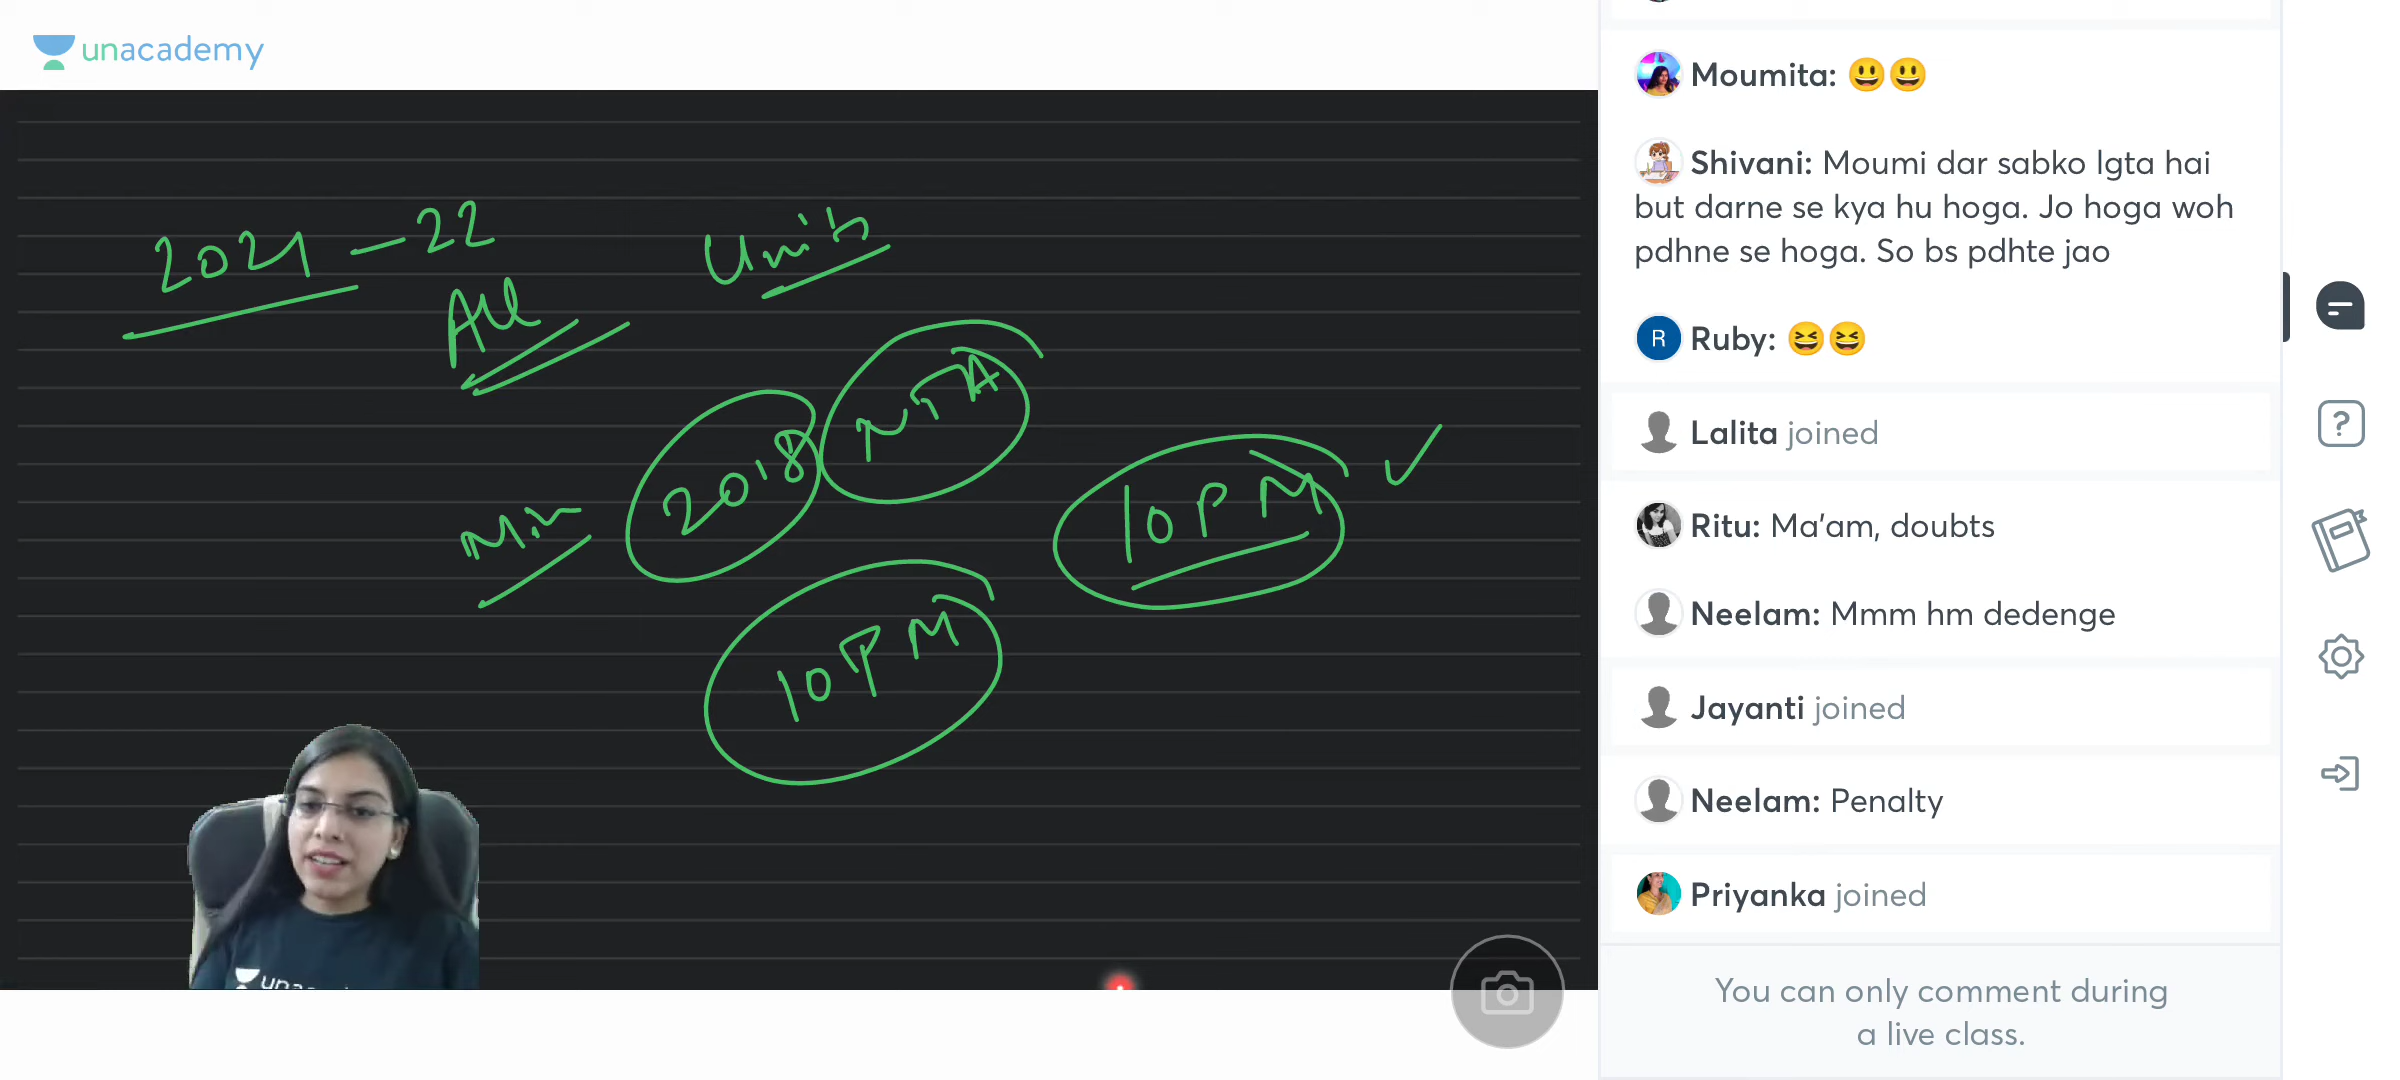 unacademy
2021-22
All
Units
Min
2018
NTA
10PM
10PM
Moumita: 😃😃
Shivani: Moumi dar sabko lgta hai
but darne se kya hu hoga. Jo hoga woh
pdhne se hoga. So bs pdhte jao
R
Ruby: 😆😆
Lalita joined
Ritu: Ma'am, doubts
Neelam: Mmm hm dedenge
Jayanti joined
Neelam: Penalty
Priyanka joined
You can only comment during
a live class.